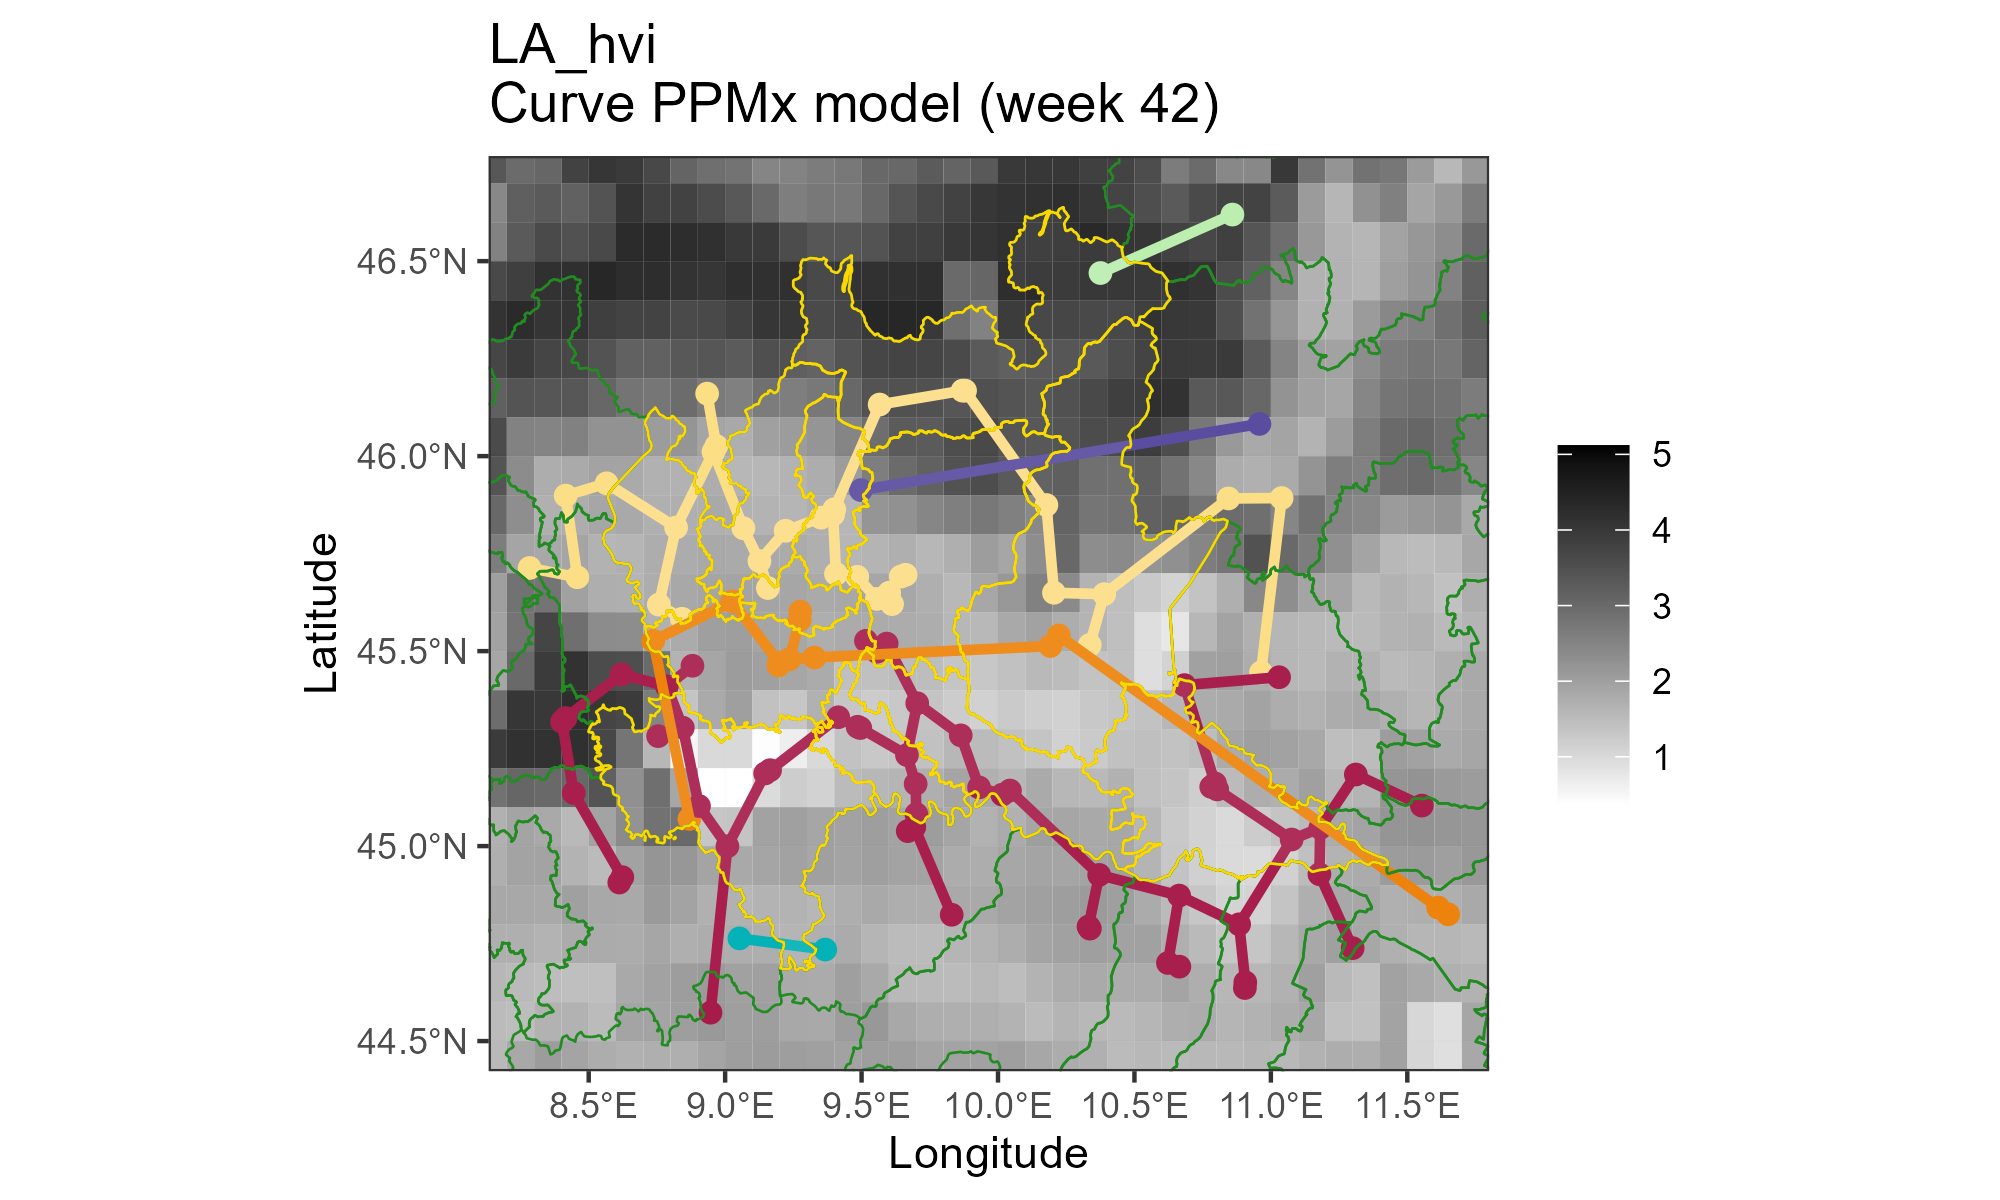 LA_hvi
Curve PPMx model (week 42)
46.5°N
46.0°N
45.5°N
45.0°N
44.5°N
Latitude
8.5°E 9.0°E 9.5°E 10.0°E 10.5°E 11.0°E 11.5°E
Longitude
5
4
3
2
1